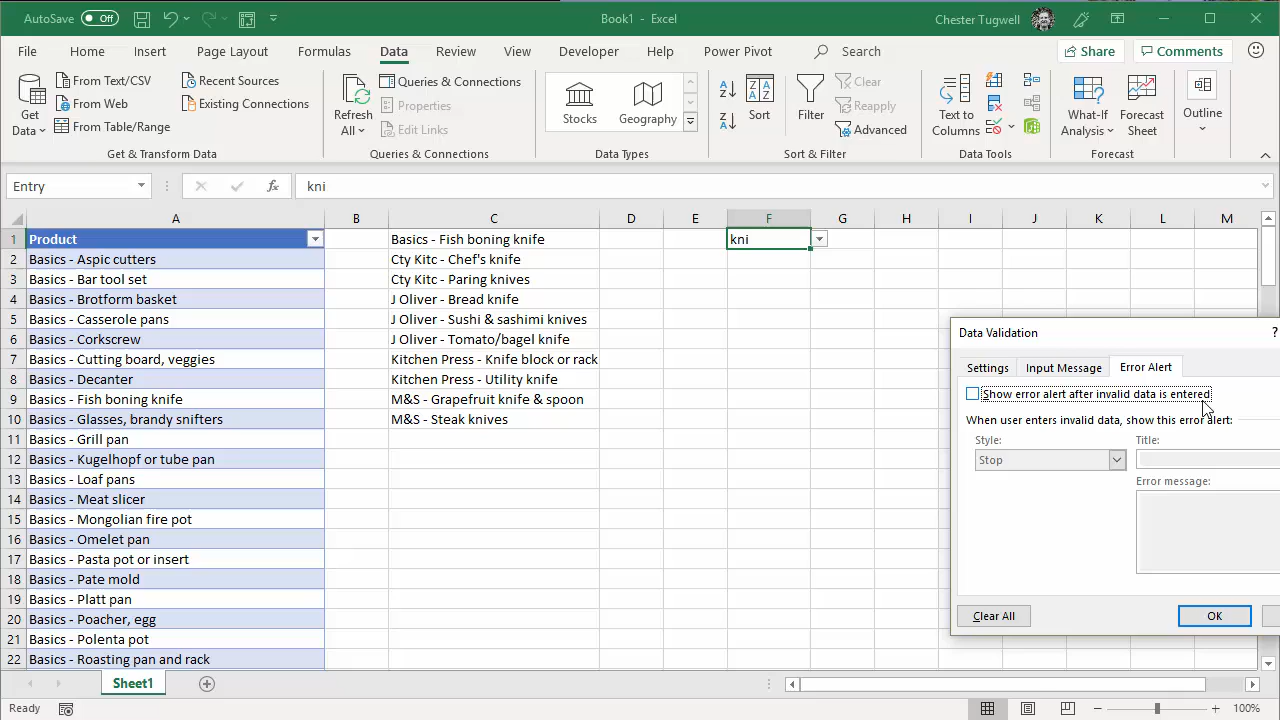 AutoSave Off Book1 - Excel Chester Tugwell
File Home Insert Page Layout Formulas Data Review View Developer Help Power Pivot Search Share Comments
Get Data
From Text/CSV
From Web
From Table/Range
Recent Sources
Existing Connections
Get & Transform Data
Refresh All
Queries & Connections
Properties
Edit Links
Queries & Connections
Stocks
Geography
Data Types
Sort
Filter
Clear
Reapply
Advanced
Sort & Filter
Text to Columns
Data Tools
What-If Analysis
Forecast Sheet
Forecast
Outline
Entry fx kni
A B C D E F G H I J K L M
1 Product Basics - Fish boning knife kni
2 Basics - Aspic cutters Cty Kitc - Chef's knife
3 Basics - Bar tool set Cty Kitc - Paring knives
4 Basics - Brotform basket J Oliver - Bread knife
5 Basics - Casserole pans J Oliver - Sushi & sashimi knives
6 Basics - Corkscrew J Oliver - Tomato/bagel knife
7 Basics - Cutting board, veggies Kitchen Press - Knife block or rack
8 Basics - Decanter Kitchen Press - Utility knife
9 Basics - Fish boning knife M&S - Grapefruit knife & spoon
10 Basics - Glasses, brandy snifters M&S - Steak knives
11 Basics - Grill pan
12 Basics - Kugelhopf or tube pan
13 Basics - Loaf pans
14 Basics - Meat slicer
15 Basics - Mongolian fire pot
16 Basics - Omelet pan
17 Basics - Pasta pot or insert
18 Basics - Pate mold
19 Basics - Platt pan
20 Basics - Poacher, egg
21 Basics - Polenta pot
22 Basics - Roasting pan and rack
Data Validation ?
Settings Input Message Error Alert
Show error alert after invalid data is entered
When user enters invalid data, show this error alert:
Style: Title:
Stop
Error message:
Clear All OK
Sheet1
Ready 100%